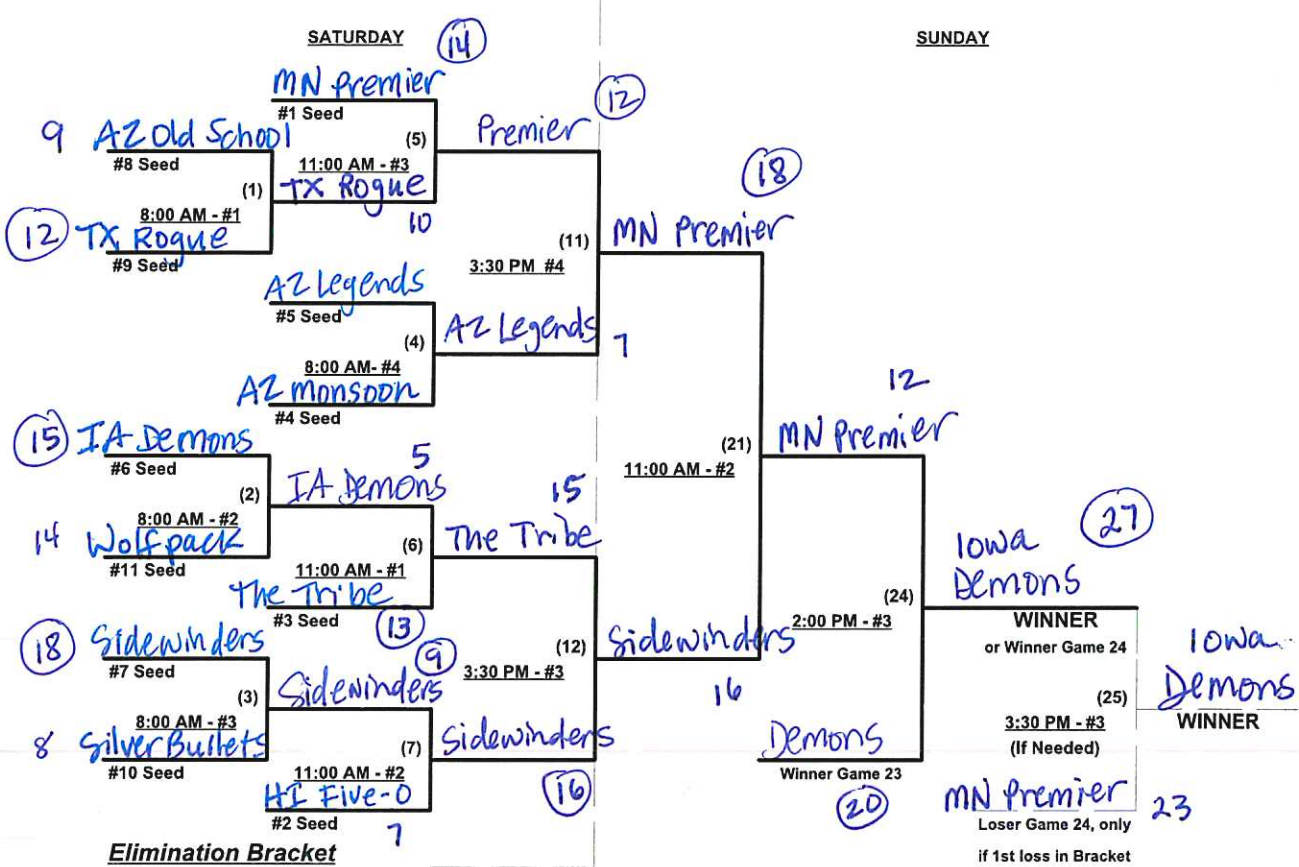 SATURDAY
SUNDAY
14
MN Premier
#1 Seed
12
9 AZ Old School
#8 Seed
(5)
Premier
11:00 AM - #3
(1)
TX Rogue
18
8:00 AM - #1
10
12 TX Rogue
#9 Seed
(11)
MN Premier
3:30 PM #4
AZ Legends
#5 Seed
(4)
AZ Legends
7
8:00 AM- #4
AZ monsoon
#4 Seed
12
15 IA Demons
#6 Seed
5
MN Premier
(21)
11:00 AM - #2
(2)
IA Demons
15
8:00 AM - #2
14 Wolfpack
#11 Seed
(6)
The Tribe
11:00 AM - #1
The Tribe
#3 Seed
13
27
Iowa
Demons
(24)
WINNER
or Winner Game 24
2:00 PM - #3
18 Sidewinders
#7 Seed
9
(12)
Sidewinders
3:30 PM - #3
16
(3)
Sidewinders
8:00 AM - #3
8 Silver Bullets
#10 Seed
(7)
Sidewinders
11:00 AM - #2
16
HI Five-O
#2 Seed
7
Demons
Winner Game 23
20
(25)
3:30 PM - #3
(If Needed)
Iowa
Demons
WINNER
MN Premier
23
Loser Game 24, only
if 1st loss in Bracket
Elimination Bracket